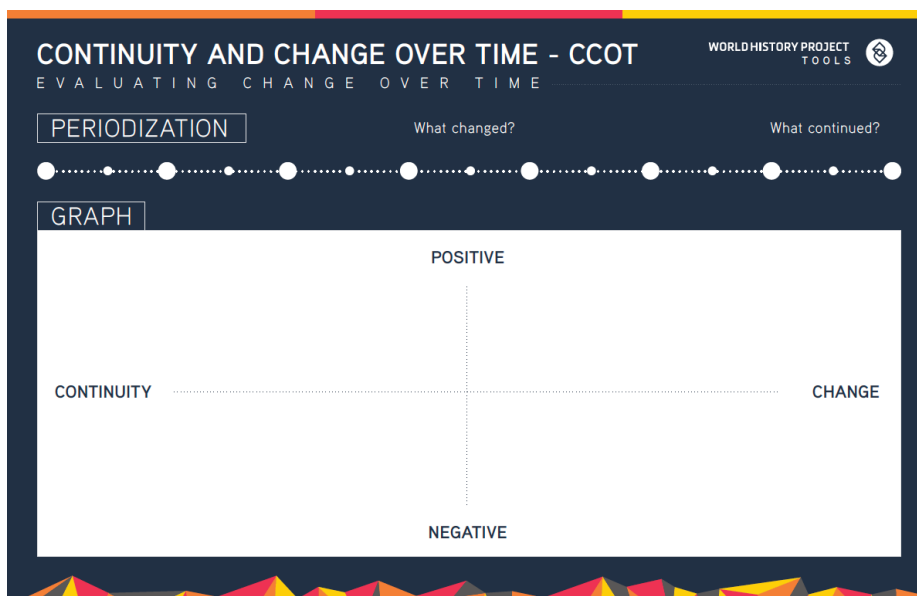 CONTINUITY AND CHANGE OVER TIME - CCOT
WORLD HISTORY PROJECT
TOOLS
EVALUATING CHANGE OVER TIME
PERIODIZATION
What changed?
What continued?
GRAPH
POSITIVE
CONTINUITY
CHANGE
NEGATIVE